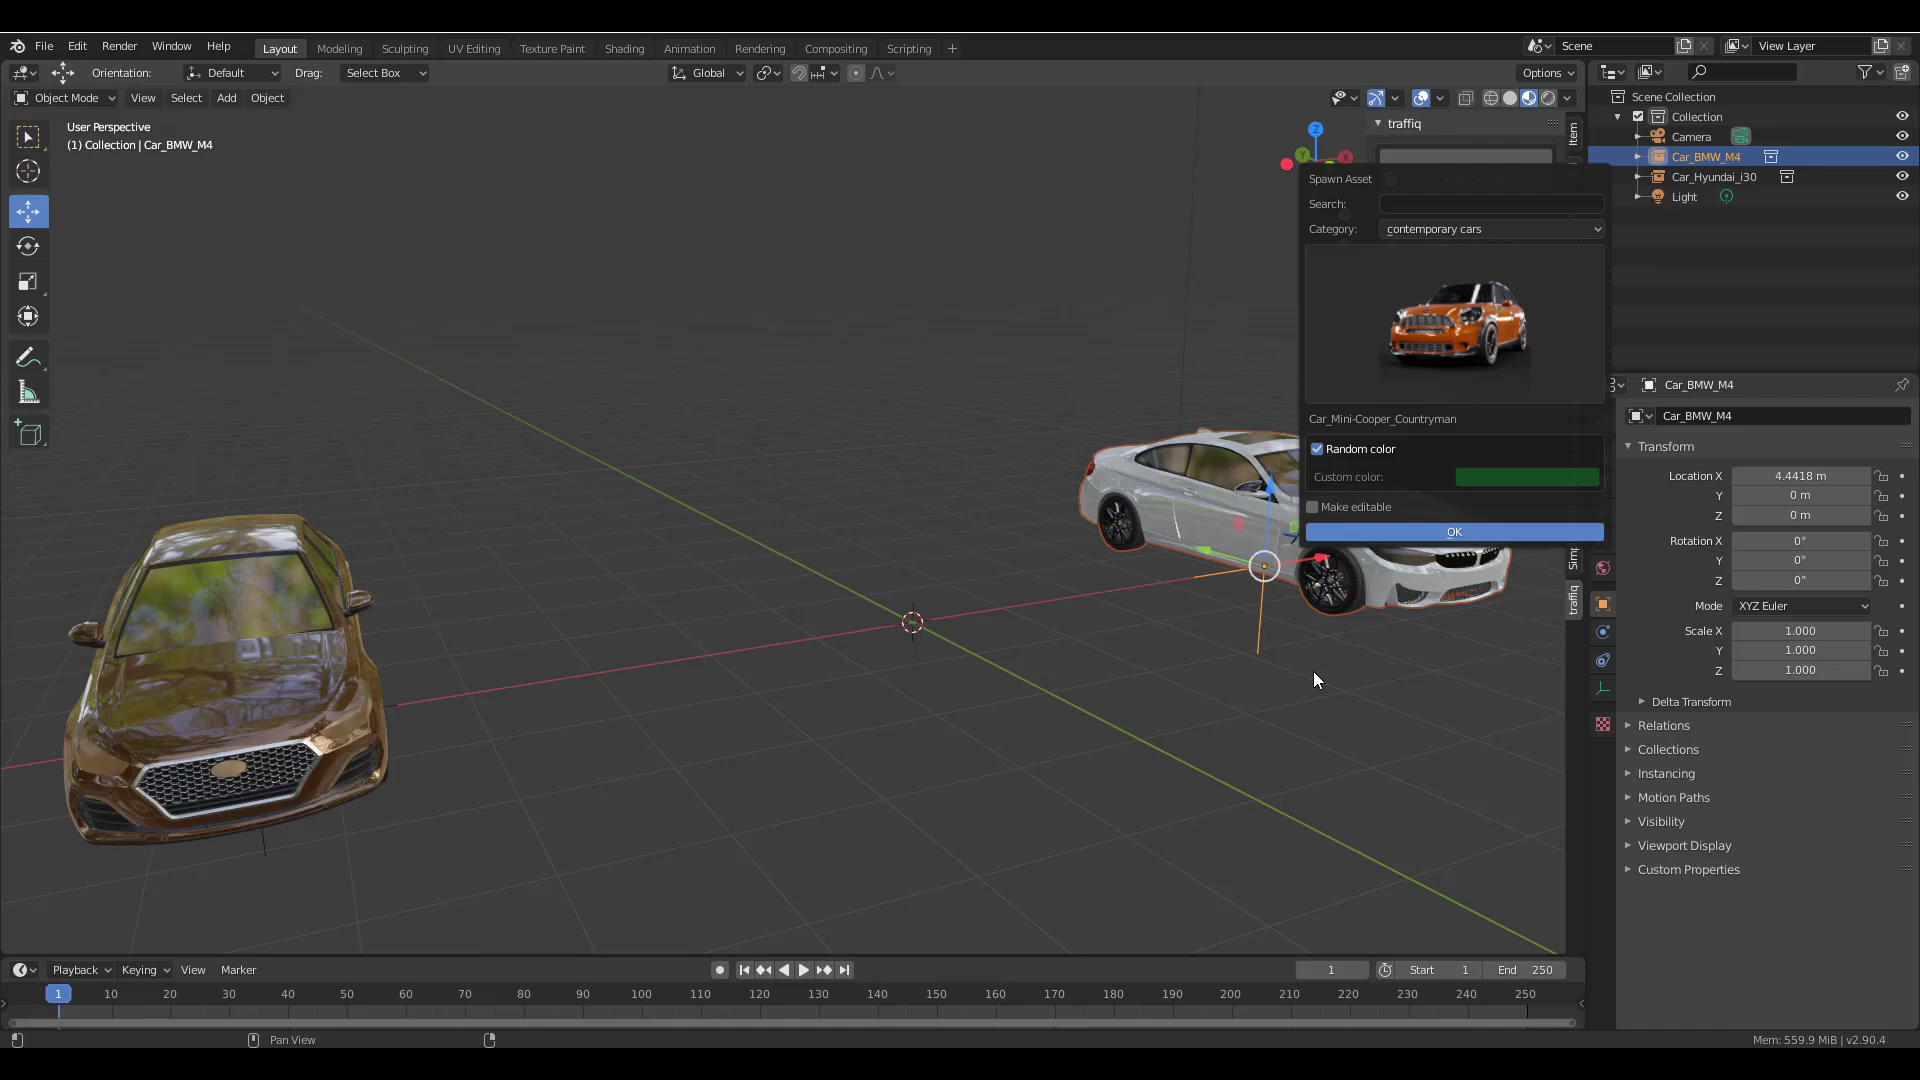 File Edit Render Window Help
Layout Modeling Sculpting UV Editing Texture Paint Shading Animation Rendering Compositing Scripting +
Scene
View Layer
Orientation: Default Drag: Select Box
Global
Options
Object Mode View Select Add Object
User Perspective
(1) Collection | Car_BMW_M4
Z
Y
X
traffiq
Item
Spawn Asset
Search:
Category: contemporary cars
Car_Mini-Cooper_Countryman
Random color
Custom color:
Make editable
OK
traffiq
Scene Collection
Collection
Camera
Car_BMW_M4
Car_Hyundai_i30
Light
Car_BMW_M4
Car_BMW_M4
Transform
Location X 4.4418 m
Y 0 m
Z 0 m
Rotation X 0°
Y 0°
Z 0°
Mode XYZ Euler
Scale X 1.000
Y 1.000
Z 1.000
Delta Transform
Relations
Collections
Instancing
Motion Paths
Visibility
Viewport Display
Custom Properties
Playback Keying View Marker
1
Start 1
End 250
1 10 20 30 40 50 60 70 80 90 100 110 120 130 140 150 160 170 180 190 200 210 220 230 240 250
Pan View
Mem: 559.9 MiB | v2.90.4